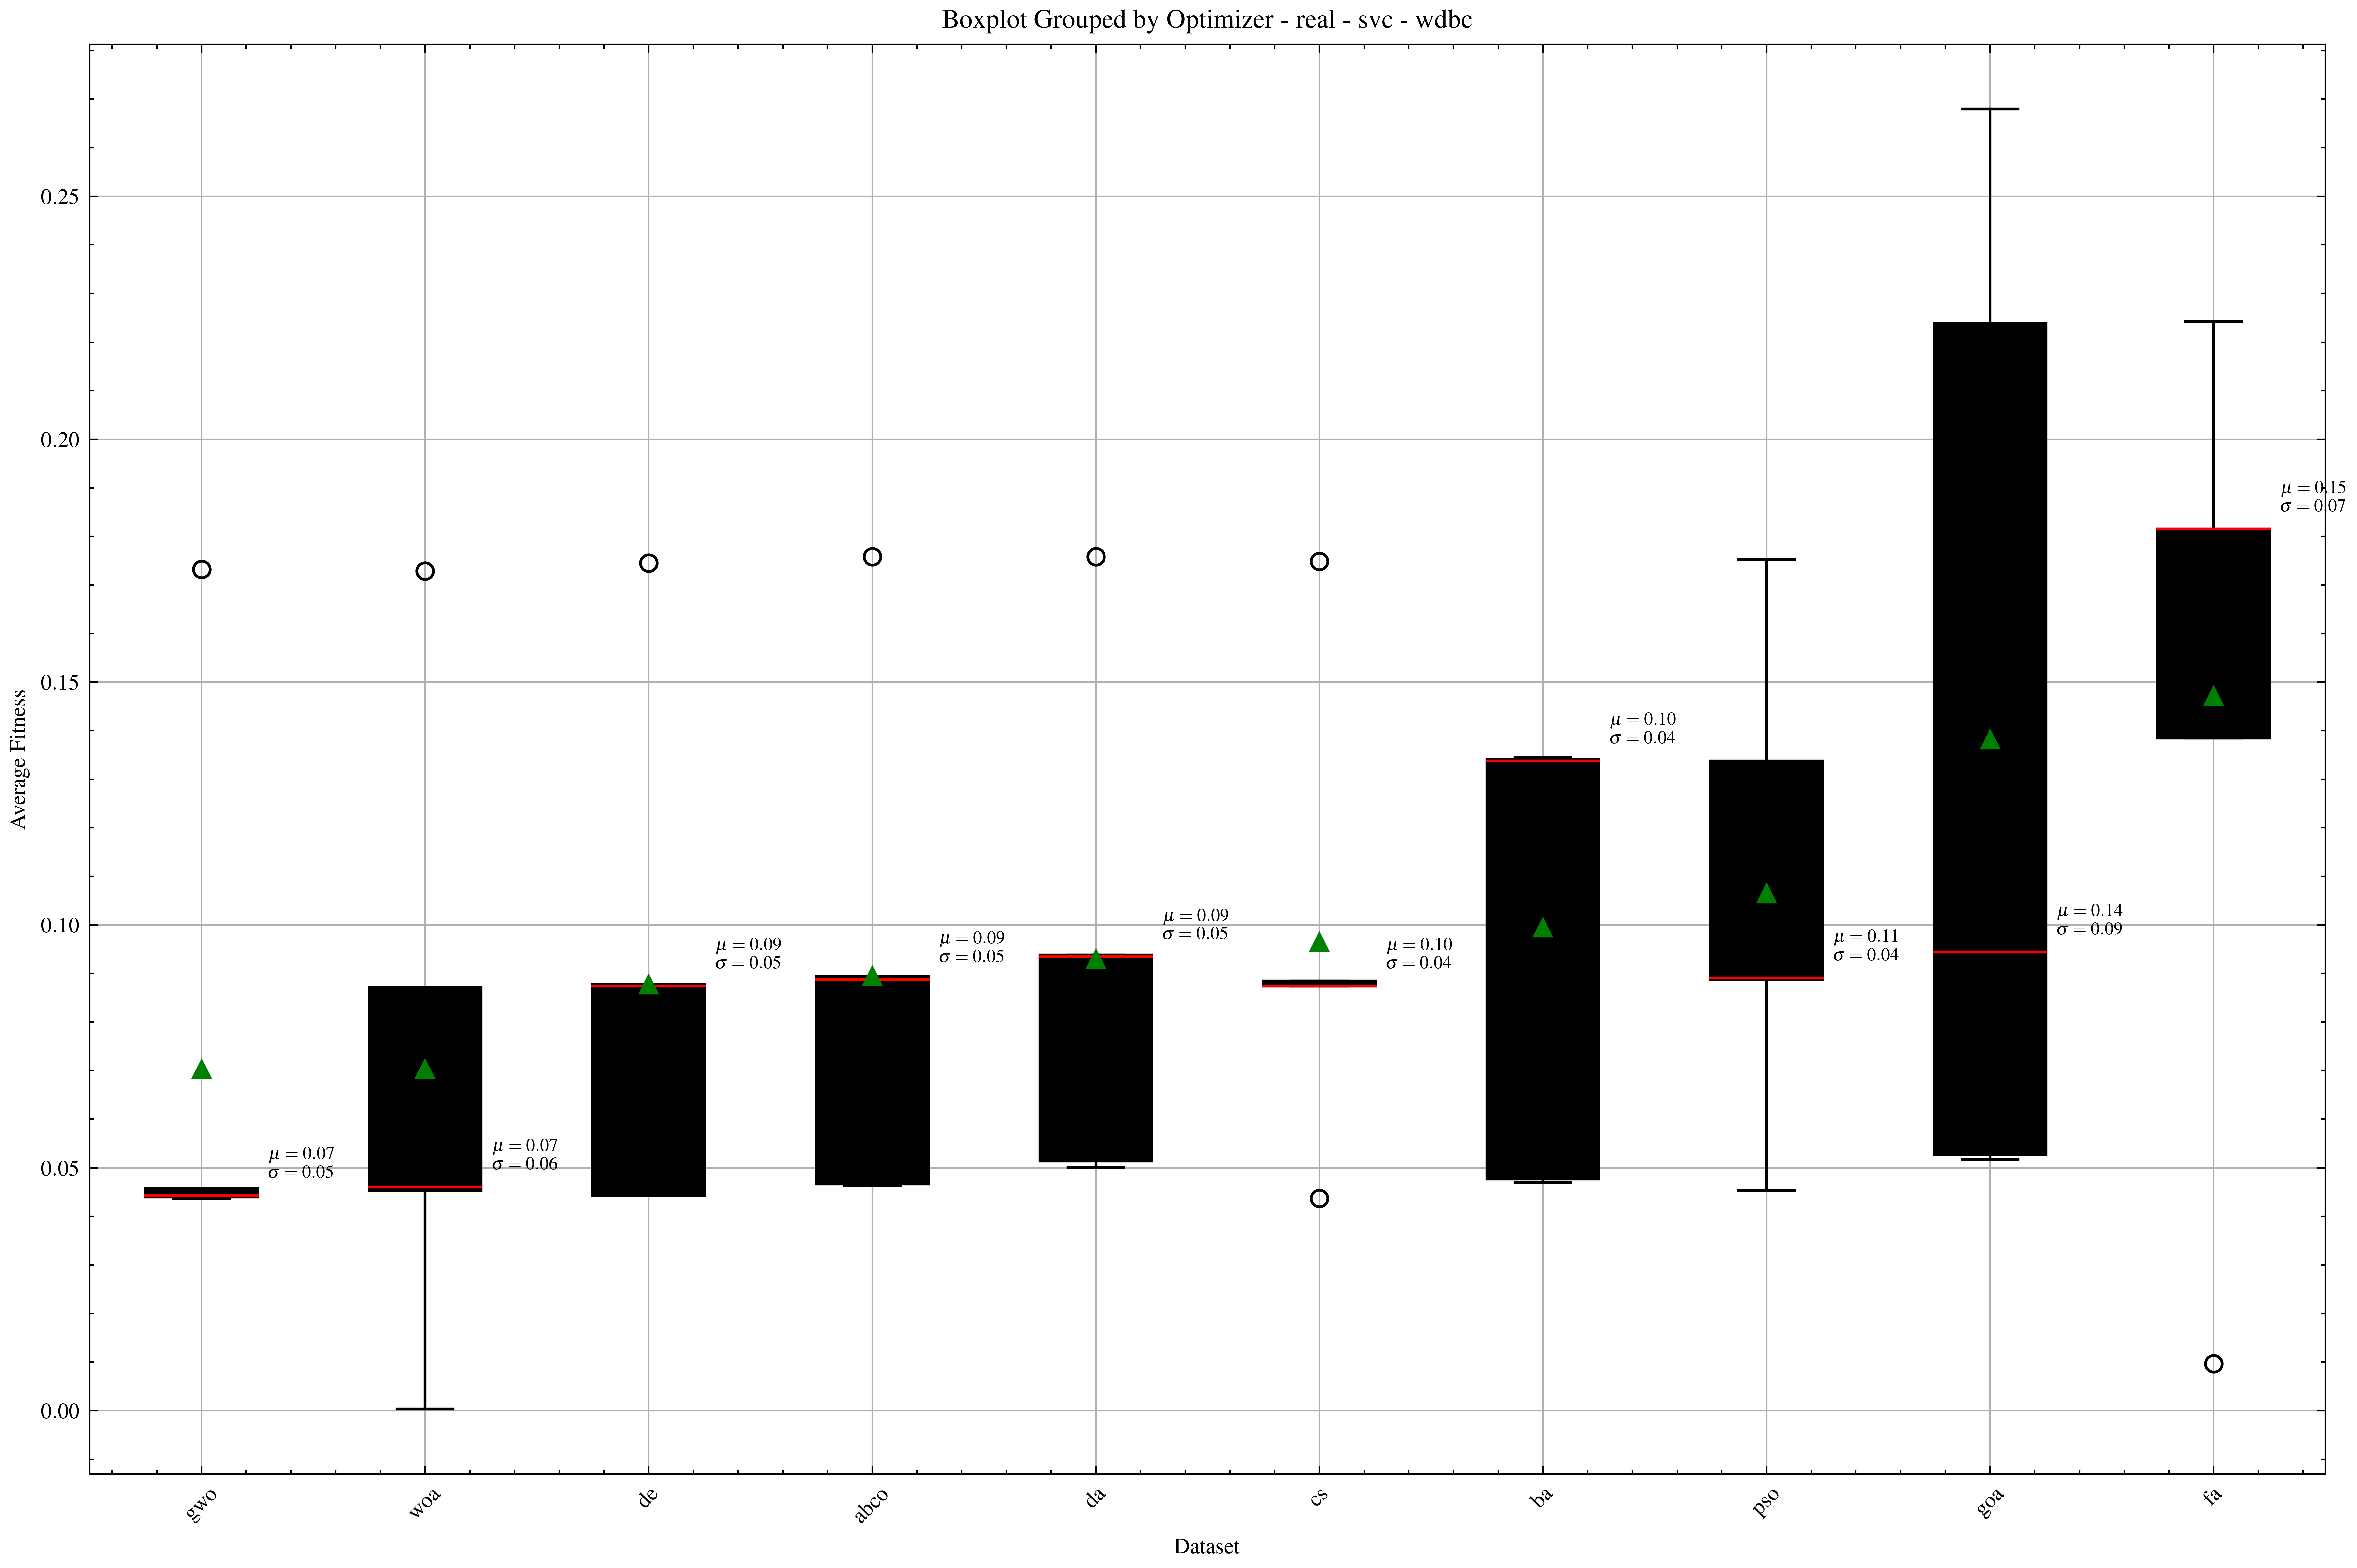 Boxplot Grouped by Optimizer - real - svc - wdbc
Average Fitness
0.25
0.20
0.15
0.10
0.05
0.00
μ = 0.07
σ = 0.05
μ = 0.07
σ = 0.06
μ = 0.09
σ = 0.05
μ = 0.09
σ = 0.05
μ = 0.09
σ = 0.05
μ = 0.10
σ = 0.04
μ = 0.10
σ = 0.04
μ = 0.11
σ = 0.04
μ = 0.14
σ = 0.09
μ = 0.15
σ = 0.07
gwo
woa
de
abco
da
cs
ba
pso
goa
fa
Dataset